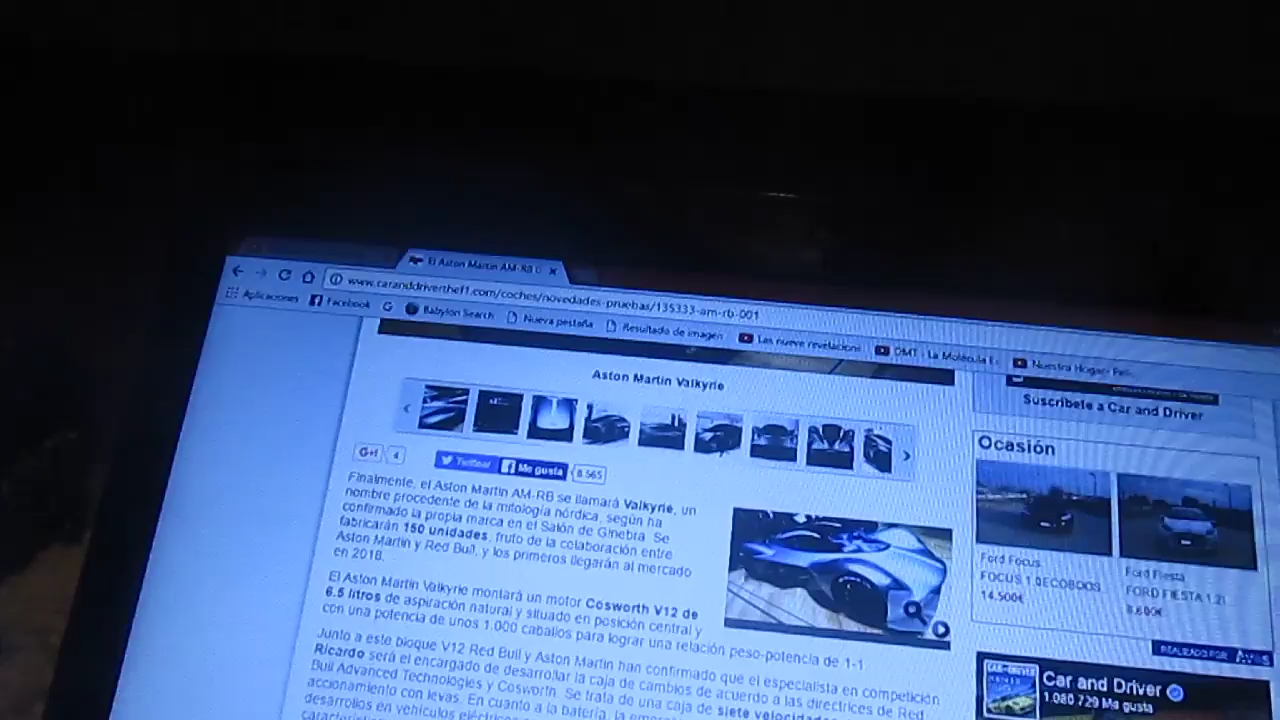 El Aston Martin AM-RB
www.caranddriverthef1.com/coches/novedades-pruebas/135333-am-rb-001
Aplicaciones Facebook Babylon Search Nueva pestaña Resultado de imagen Las nueve revelacion DMT - La Molécula E Nuestra Hogar-
Aston Martin Valkyrie
Suscríbete a Car and Driver
G+1 4 Twittear Me gusta 8.565
Ocasión
Finalmente, el Aston Martin AM-RB se llamará Valkyrie, un
nombre procedente de la mitología nórdica, según ha
confirmado la propia marca en el Salón de Ginebra. Se
fabricarán 150 unidades, fruto de la colaboración entre
Aston Martin y Red Bull, y los primeros llegarán al mercado
en 2018.
Ford Focus
FOCUS 1.0ECOBOOS
14.500€
Ford Fiesta
FORD FIESTA 1.2
8.600€
El Aston Martin Valkyrie montará un motor Cosworth V12 de
6.5 litros de aspiración natural y situado en posición central y
con una potencia de unos 1.000 caballos para lograr una relación peso-potencia de 1-1.
REALIZADO POR
Junto a este bloque V12 Red Bull y Aston Martin han confirmado que el especialista en competición
Ricardo será el encargado de desarrollar la caja de cambios de acuerdo a las directrices de Red
Bull Advanced Technologies y Cosworth. Se trata de una caja de siete velocidades
accionamiento con levas. En cuanto a la batería, la
desarrollos en vehículos
Car and Driver
1.080.729 Me gusta